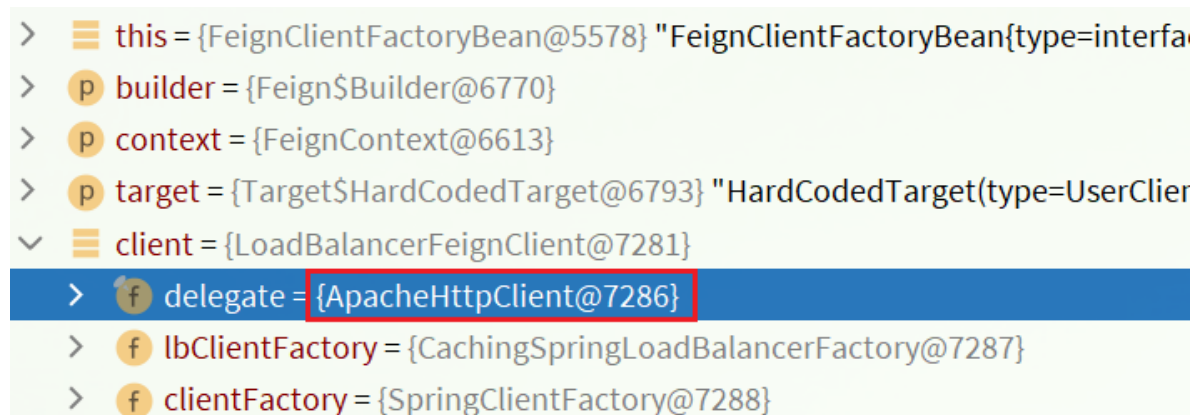 this = {FeignClientFactoryBean@5578} "FeignClientFactoryBean{type=interfa
p builder = {Feign$Builder@6770}
p context = {FeignContext@6613}
p target = {Target$HardCodedTarget@6793} "HardCodedTarget(type=UserClien
client = {LoadBalancerFeignClient@7281}
f delegate = {ApacheHttpClient@7286}
f lbClientFactory = {CachingSpringLoadBalancerFactory@7287}
f clientFactory = {SpringClientFactory@7288}